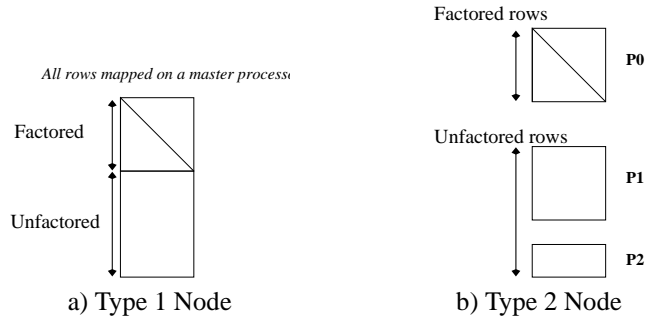 Factored rows
P0
All rows mapped on a master
Factored
Unfactored rows
P1
Unfactored
P2
a) Type 1 Node
b) Type 2 Node